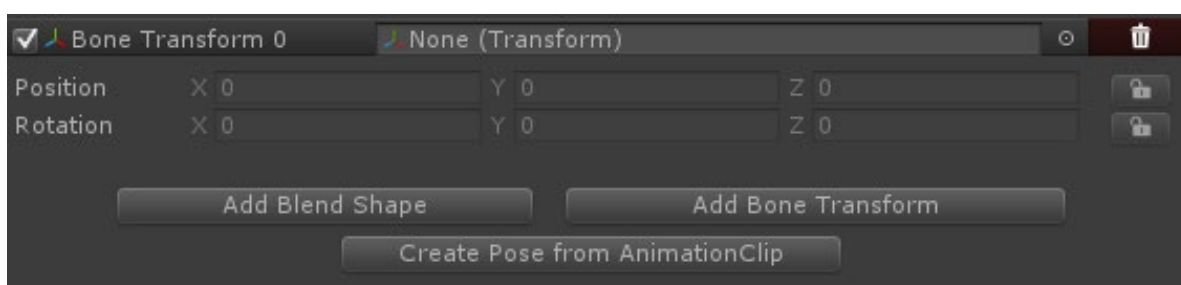 Bone Transform 0 None (Transform)
Position X 0 Y 0 Z 0
Rotation X 0 Y 0 Z 0
Add Blend Shape Add Bone Transform
Create Pose from AnimationClip